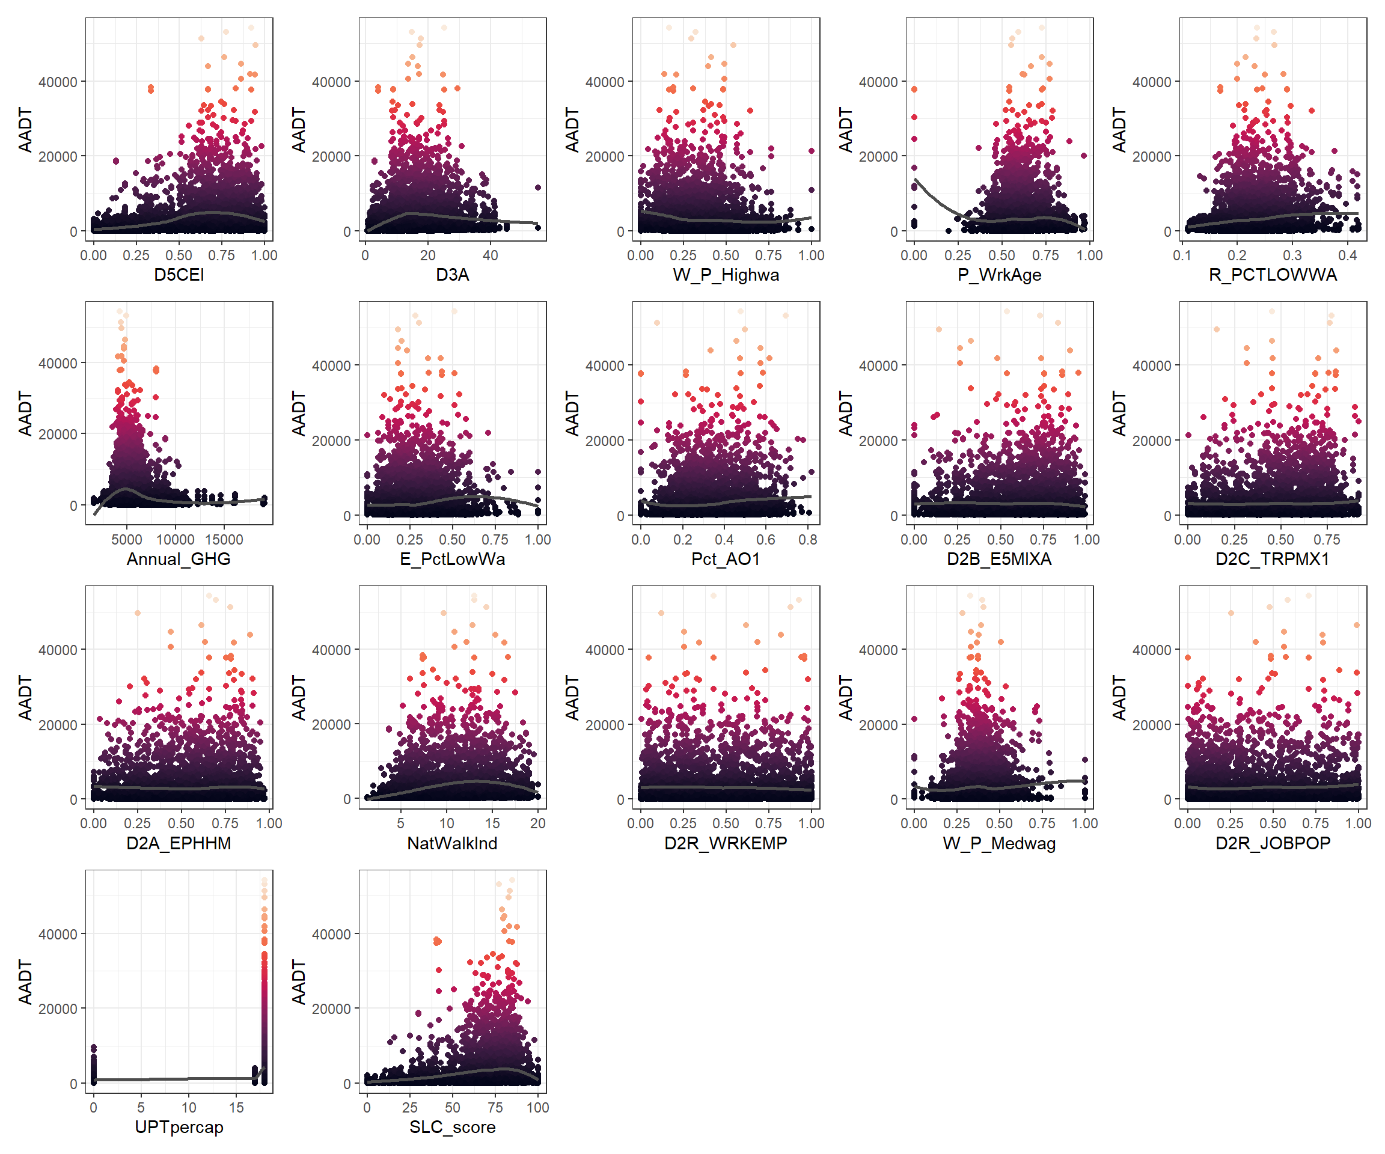 AADT
40000
20000
0
0.00 0.25 0.50 0.75 1.00
D5CEI
AADT
40000
20000
0
0 20 40
D3A
AADT
40000
20000
0
0.00 0.25 0.50 0.75 1.00
W_P_Highwa
AADT
40000
20000
0
0.00 0.25 0.50 0.75 1.00
P_WrkAge
AADT
40000
20000
0
0.1 0.2 0.3 0.4
R_PCTLOWWA
AADT
40000
20000
0
5000 10000 15000
Annual_GHG
AADT
40000
20000
0
0.00 0.25 0.50 0.75 1.00
E_PctLowWa
AADT
40000
20000
0
0.0 0.2 0.4 0.6 0.8
Pct_AO1
AADT
40000
20000
0
0.00 0.25 0.50 0.75 1.00
D2B_E5MIXA
AADT
40000
20000
0
0.00 0.25 0.50 0.75
D2C_TRPMX1
AADT
40000
20000
0
0.00 0.25 0.50 0.75 1.00
D2A_EPHHM
AADT
40000
20000
0
5 10 15 20
NatWalkInd
AADT
40000
20000
0
0.00 0.25 0.50 0.75 1.00
D2R_WRKEMP
AADT
40000
20000
0
0.00 0.25 0.50 0.75 1.00
W_P_Medwag
AADT
40000
20000
0
0.00 0.25 0.50 0.75 1.00
D2R_JOBPOP
AADT
40000
20000
0
0 5 10 15
UPTpercap
AADT
40000
20000
0
0 25 50 75 100
SLC_score